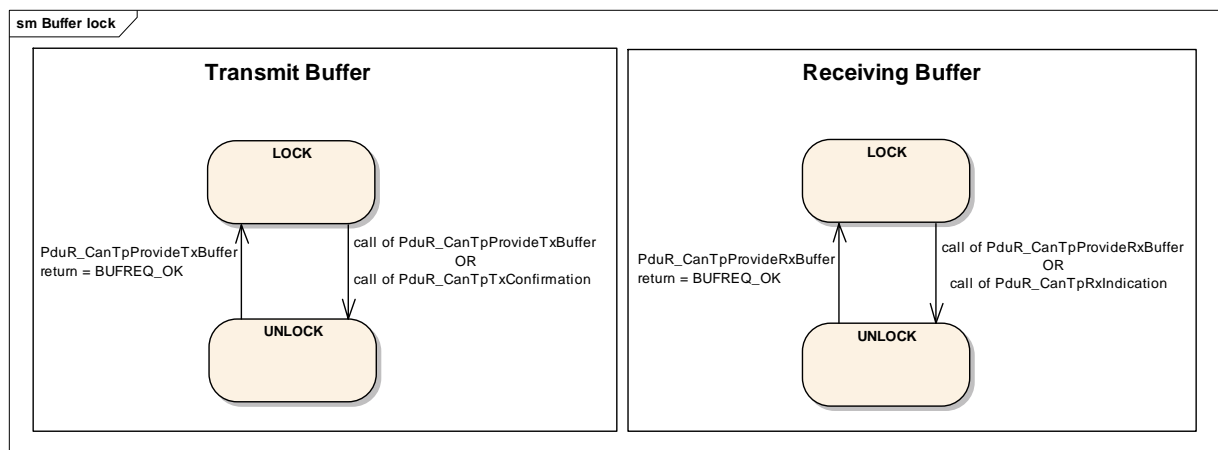 sm Buffer lock
Transmit Buffer
LOCK
PduR_CanTpProvideTxBuffer
return = BUFREQ_OK
call of PduR_CanTpProvideTxBuffer
OR
call of PduR_CanTpTxConfirmation
UNLOCK
Receiving Buffer
LOCK
PduR_CanTpProvideRxBuffer
return = BUFREQ_OK
call of PduR_CanTpProvideRxBuffer
OR
call of PduR_CanTpRxIndication
UNLOCK